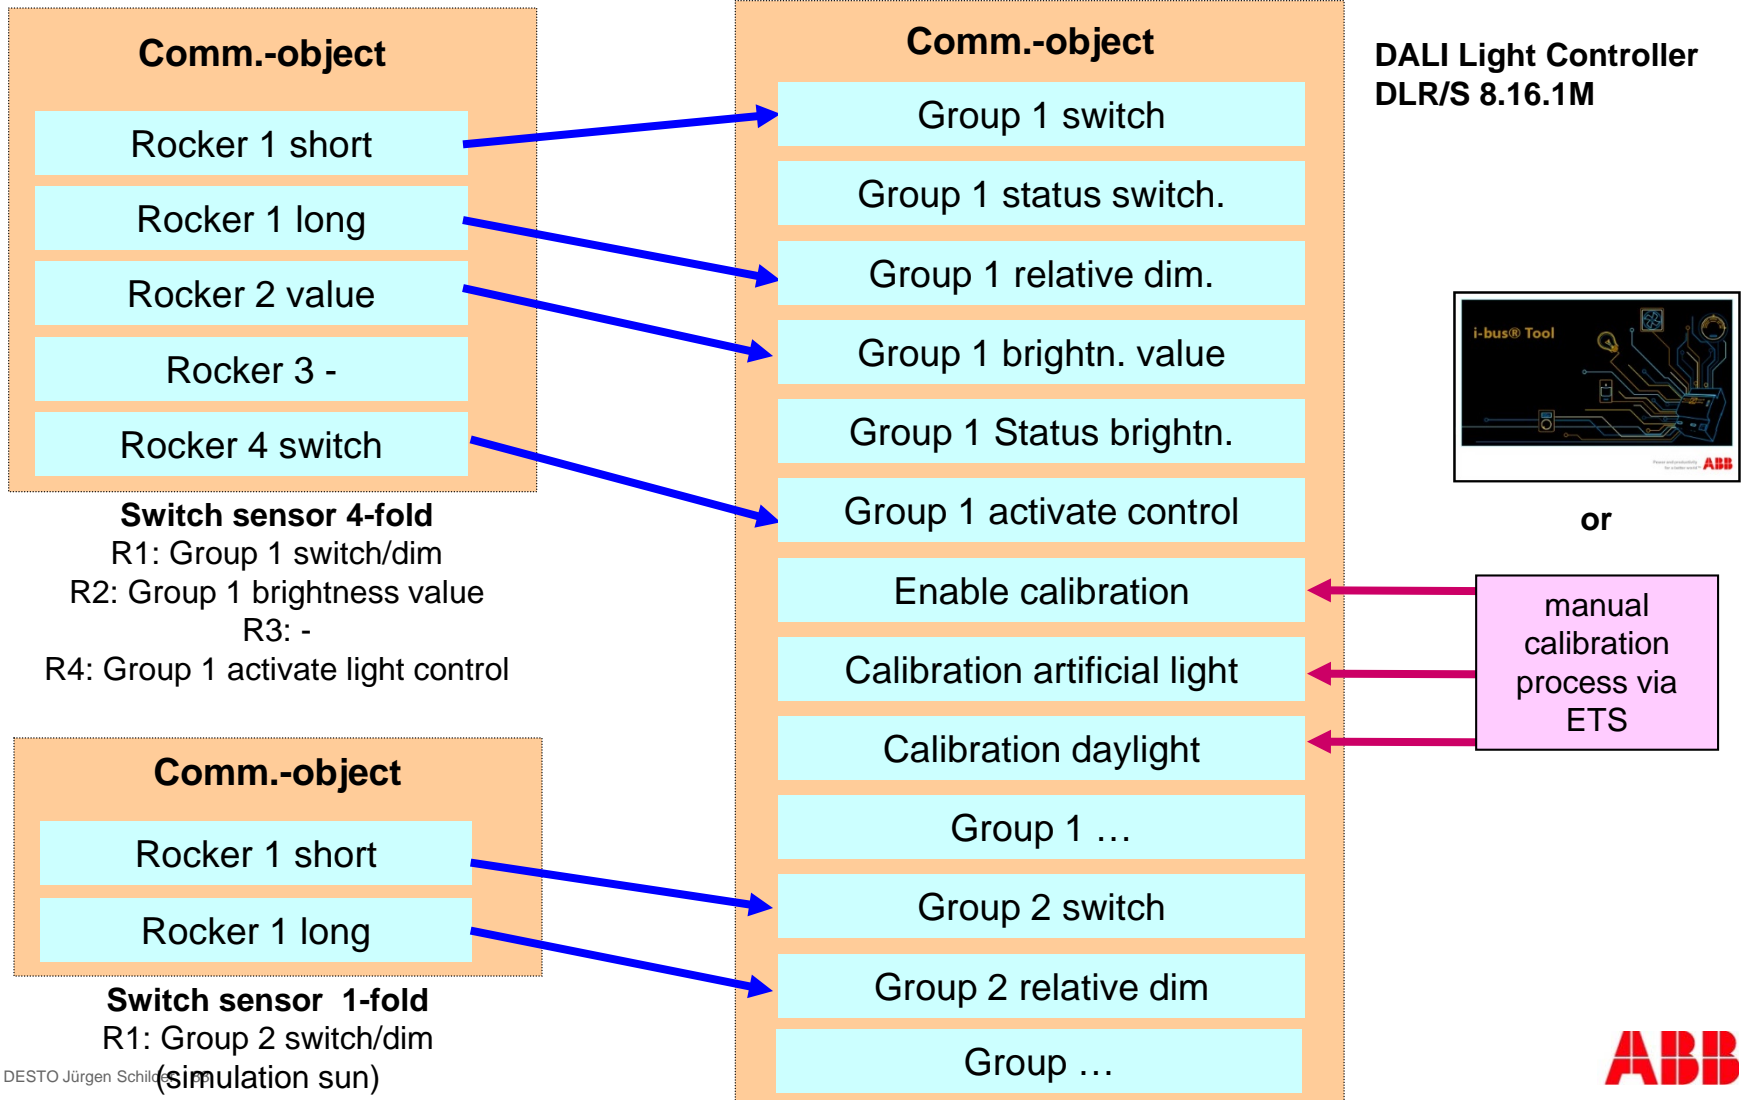 Comm.-object
Rocker 1 short
Rocker 1 long
Rocker 2 value
Rocker 3 -
Rocker 4 switch
Switch sensor 4-fold
R1: Group 1 switch/dim
R2: Group 1 brightness value
R3: -
R4: Group 1 activate light control
Comm.-object
Rocker 1 short
Rocker 1 long
Switch sensor  1-fold
R1: Group 2 switch/dim
(simulation sun)
DESTO Jürgen Schilder
Comm.-object
Group 1 switch
Group 1 status switch.
Group 1 relative dim.
Group 1 brightn. value
Group 1 Status brightn.
Group 1 activate control
Enable calibration
Calibration artificial light
Calibration daylight
Group 1 …
Group 2 switch
Group 2 relative dim
Group …
DALI Light Controller
DLR/S 8.16.1M
i-bus® Tool
Power and productivity
for a better world™
ABB
or
manual
calibration
process via
ETS
ABB